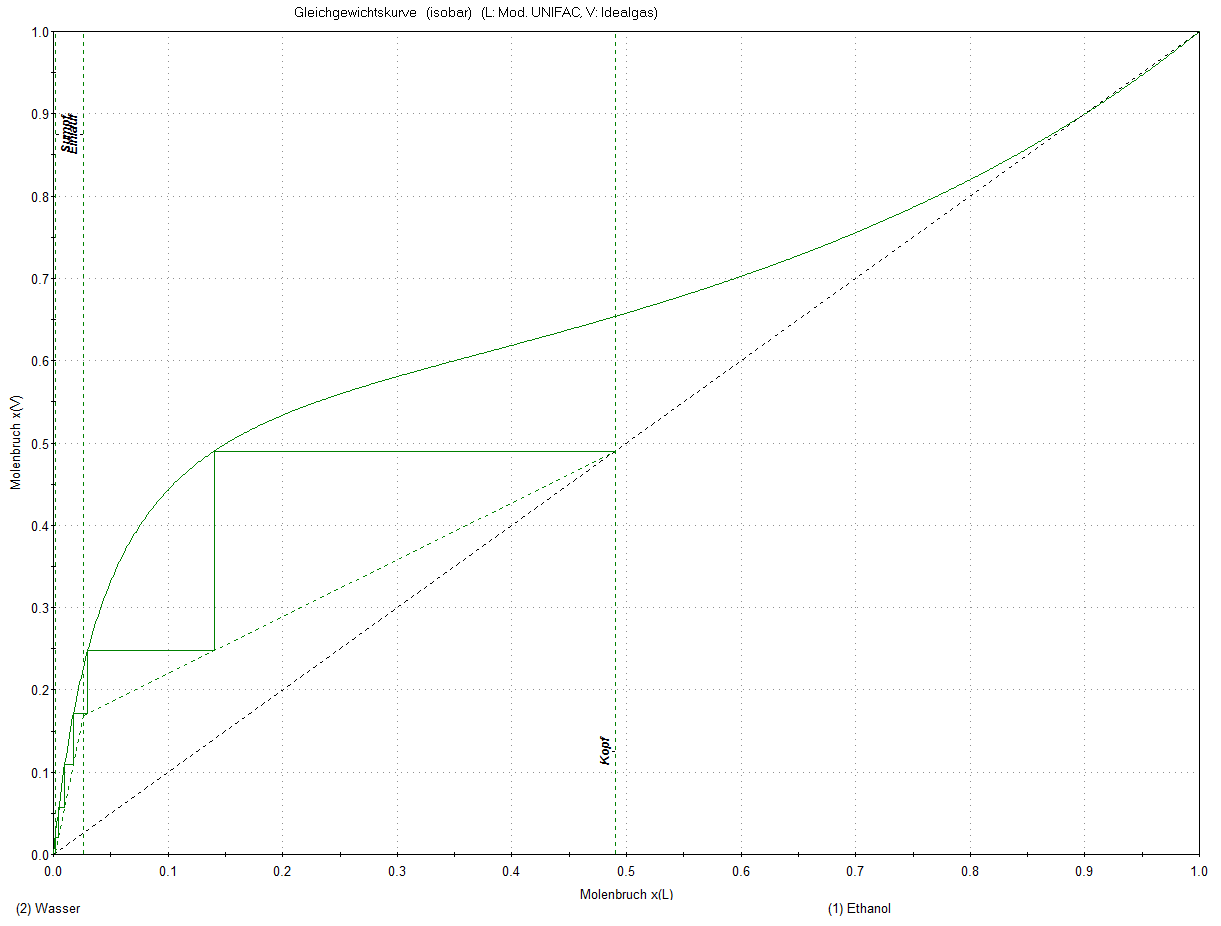 Gleichgewichtskurve (isobar) (L: Mod. UNIFAC, V: Idealgas)
1.0
0.9
Sumpf
Einlauf
0.8
0.7
0.6
0.5
Molenbruch x(V)
0.4
0.3
0.2
Kopf
0.1
0.0
0.0 0.1 0.2 0.3 0.4 0.5 0.6 0.7 0.8 0.9 1.0
Molenbruch x(L)
(2) Wasser (1) Ethanol